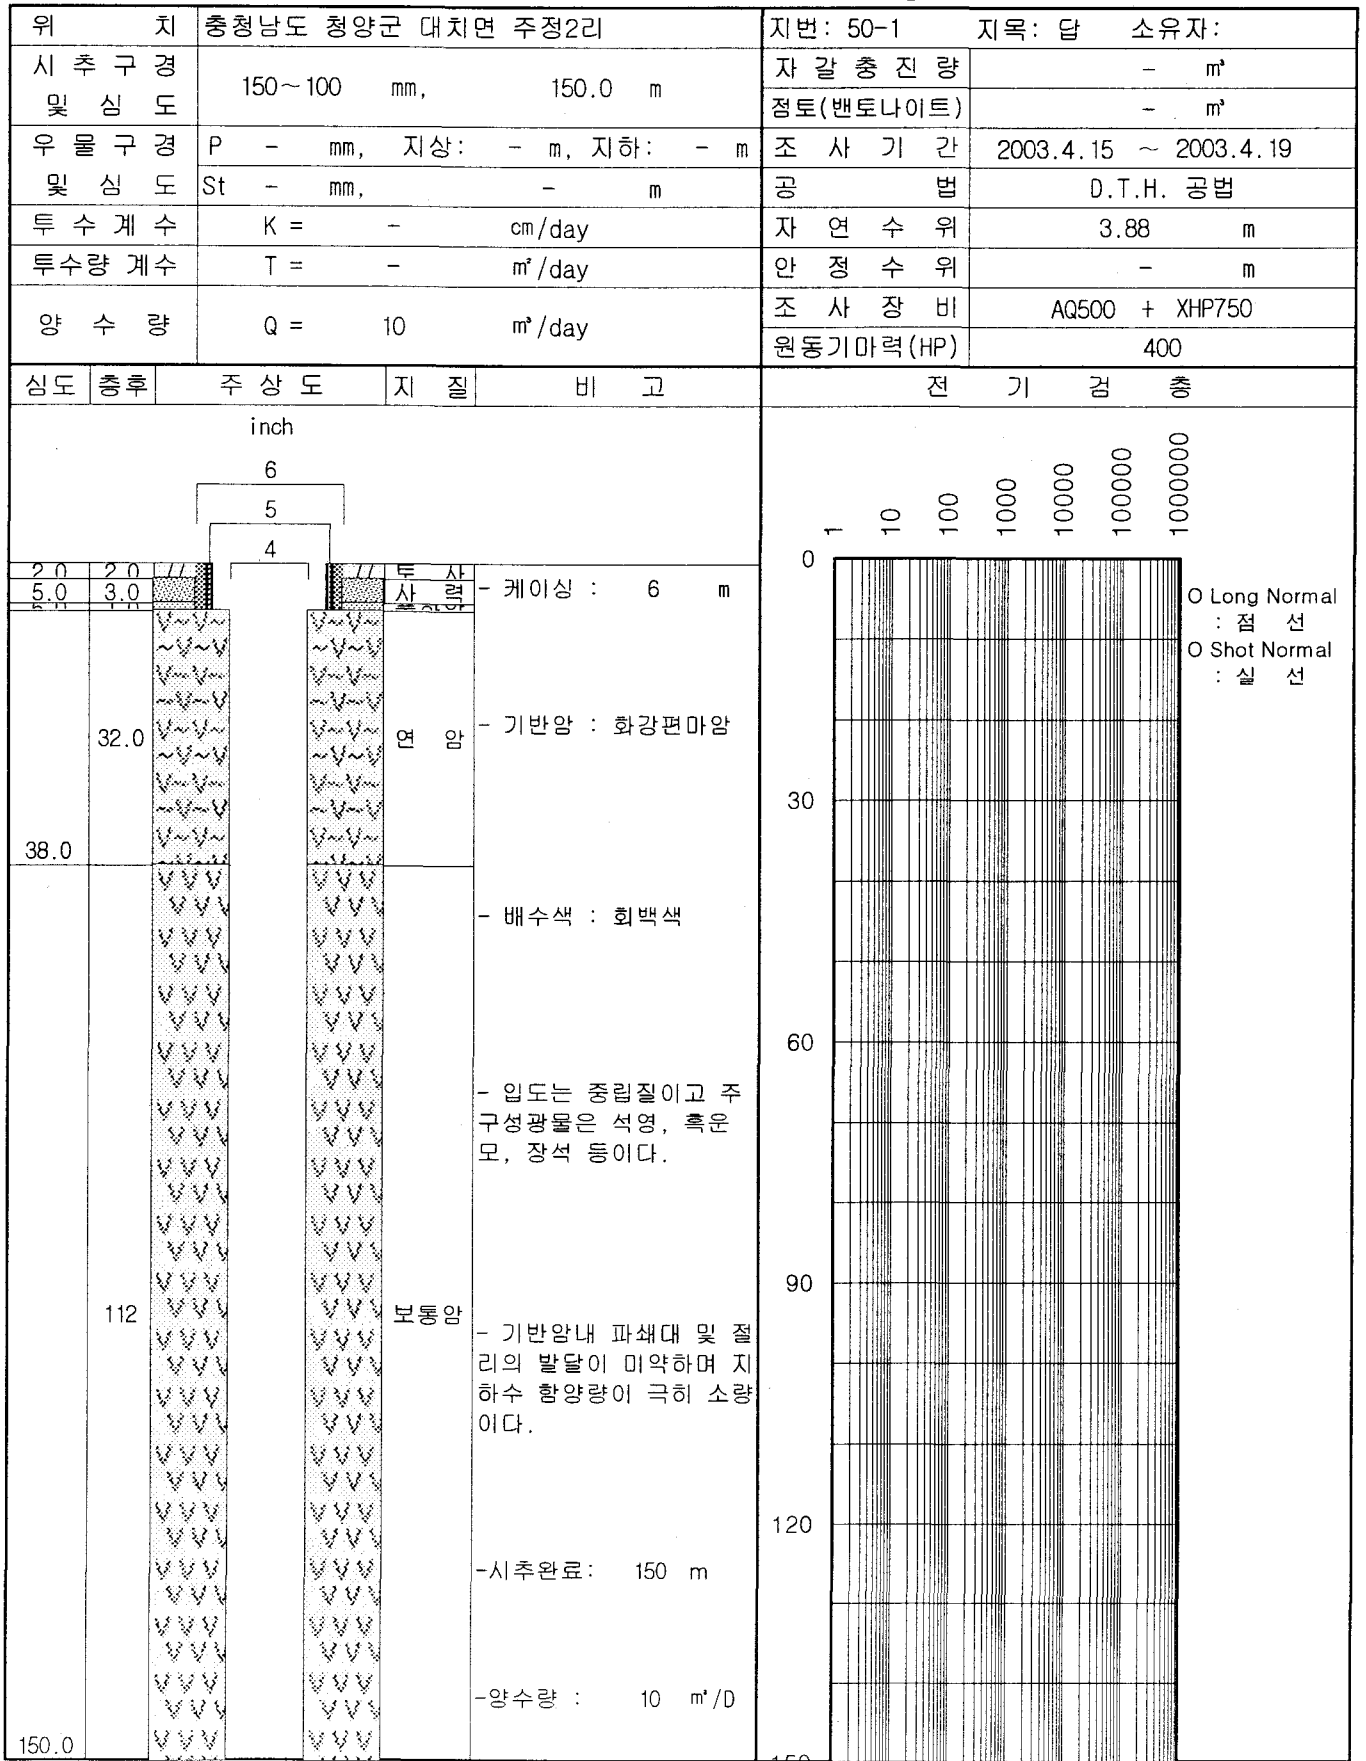 위 치 충청남도 청양군 대치면 주정2리 지번: 50-1 지목: 답 소유자:
시 추 구 경 및 심 도 150~100 mm, 150.0 m
자 갈 충 진 량 - ㎥
점토(밴토나이트) - ㎥
우 물 구 경 및 심 도 P - mm, 지상: - m, 지하: - m
St - mm, - m
조 사 기 간 2003.4.15 ~ 2003.4.19
공 법 D.T.H. 공법
투 수 계 수 K = - cm/day
자 연 수 위 3.88 m
투수량 계수 T = - ㎡/day
안 정 수 위 - m
양 수 량 Q = 10 ㎥/day
조 사 장 비 AQ500 + XHP750
원동기마력(HP) 400
심도 층후 주 상 도 지 질 비 고 전 기 검 층
inch
6
5
4
2.0 2.0 토 사
5.0 3.0 사 력
- 케이싱 : 6 m
32.0 연 암
- 기반암 : 화강편마암
38.0
- 배수색 : 회백색
- 입도는 중립질이고 주
구성광물은 석영, 흑운
모, 장석 등이다.
112 보통암
- 기반암내 파쇄대 및 절
리의 발달이 미약하며 지
하수 함양량이 극히 소량
이다.
-시추완료: 150 m
-양수량 : 10 ㎥/D
150.0
1 10 100 1000 10000 100000 1000000
0
30
60
90
120
150
O Long Normal
: 점 선
O Shot Normal
: 실 선